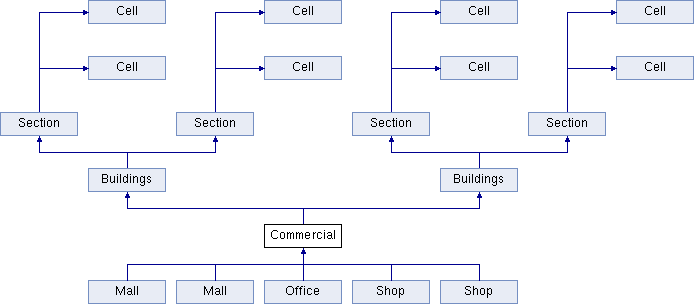 Cell
Cell
Cell
Cell
Cell
Cell
Cell
Cell
Section
Section
Section
Section
Buildings
Buildings
Commercial
Mall
Mall
Office
Shop
Shop